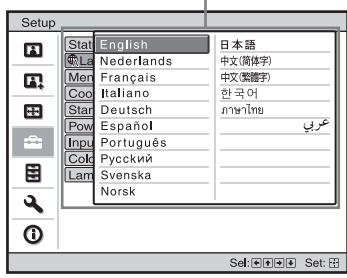 Setup
Stat
La
Men
Coo
Star
Pow
Inpu
Colo
Lam
English
Nederlands
Français
Italiano
Deutsch
Español
Português
Русский
Svenska
Norsk
日本語
中文(简体字)
中文(繁體字)
한국어
ภาษาไทย
عربي
Sel: Set: